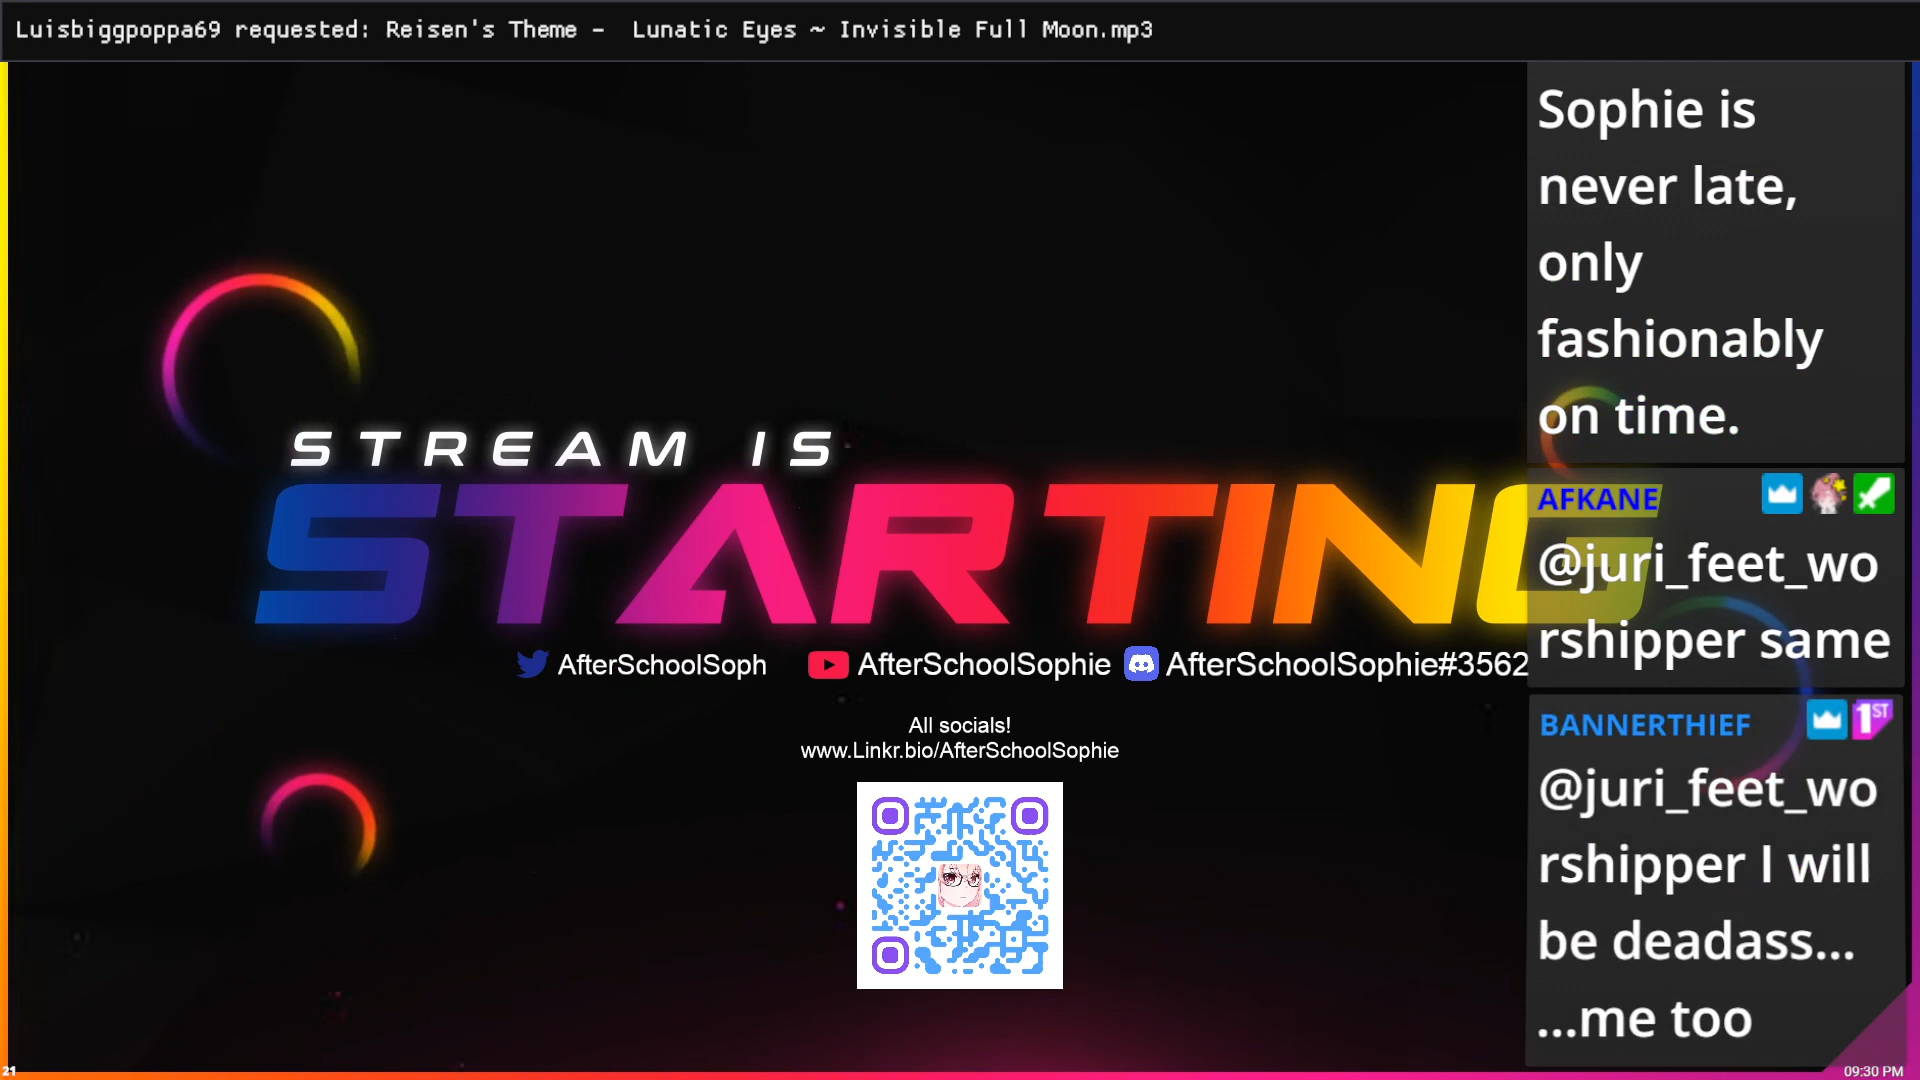 Luisbiggpoppa69 requested: Reisen's Theme - Lunatic Eyes ~ Invisible Full Moon.mp3
Sophie is
never late,
only
fashionably
on time.
STREAM IS
STARTING
AFKANE
@juri_feet_wo
rshipper same
AfterSchoolSoph
AfterSchoolSophie
AfterSchoolSophie#3562
BANNERTHIEF
1ST
@juri_feet_wo
rshipper I will
be deadass...
...me too
All socials!
www.Linkr.bio/AfterSchoolSophie
21
09:30 PM